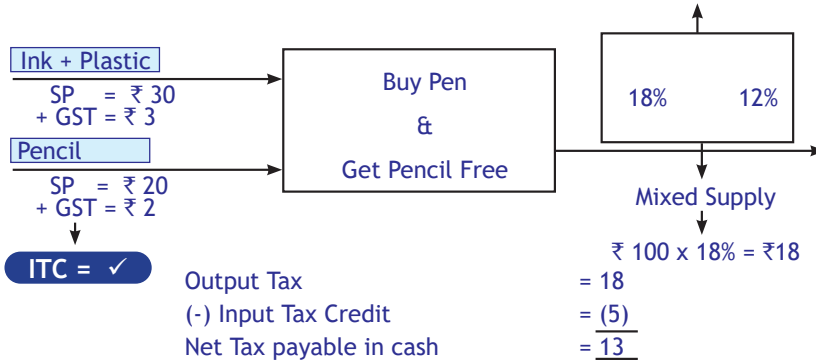 Ink + Plastic
SP = ₹ 30
+ GST = ₹ 3
Pencil
SP = ₹ 20
+ GST = ₹ 2
ITC = ✓
Buy Pen
&
Get Pencil Free
18% 12%
Mixed Supply
₹ 100 x 18% = ₹18
Output Tax = 18
(-) Input Tax Credit = (5)
Net Tax payable in cash = 13